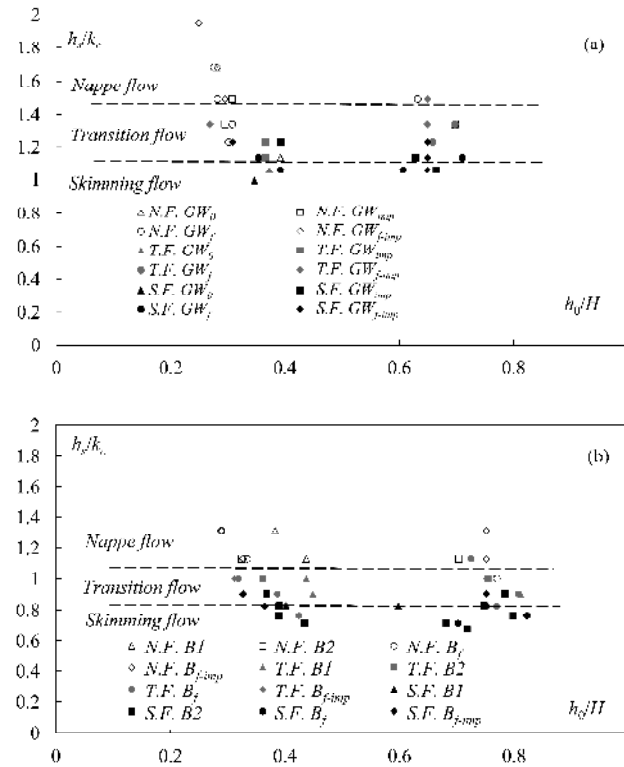 2
h_s/k_c
(a)
1.8
1.6
Nappe flow
1.4
Transition flow
1.2
1
Skimming flow
0.8
N.F. GW_0 N.F. GW_imp
N.F. GW_f N.F. GW_f-imp
0.6
T.F. GW_0 T.F. GW_imp
0.4
T.F. GW_f T.F. GW_f-imp
S.F. GW_0 S.F. GW_imp
0.2
S.F. GW_f S.F. GW_f-imp
h_0/H
0
0 0.2 0.4 0.6 0.8
2
h_s/k_c
(b)
1.8
1.6
1.4
1.2
Nappe flow
1
Transition flow
0.8
Skimming flow
0.6
N.F. B1 N.F. B2 N.F. B_f
N.F. B_f-imp T.F. B1 T.F. B2
0.4
T.F. B_f T.F. B_f-imp S.F. B1
0.2
S.F. B2 S.F. B_f S.F. B_f-imp
h_0/H
0
0 0.2 0.4 0.6 0.8